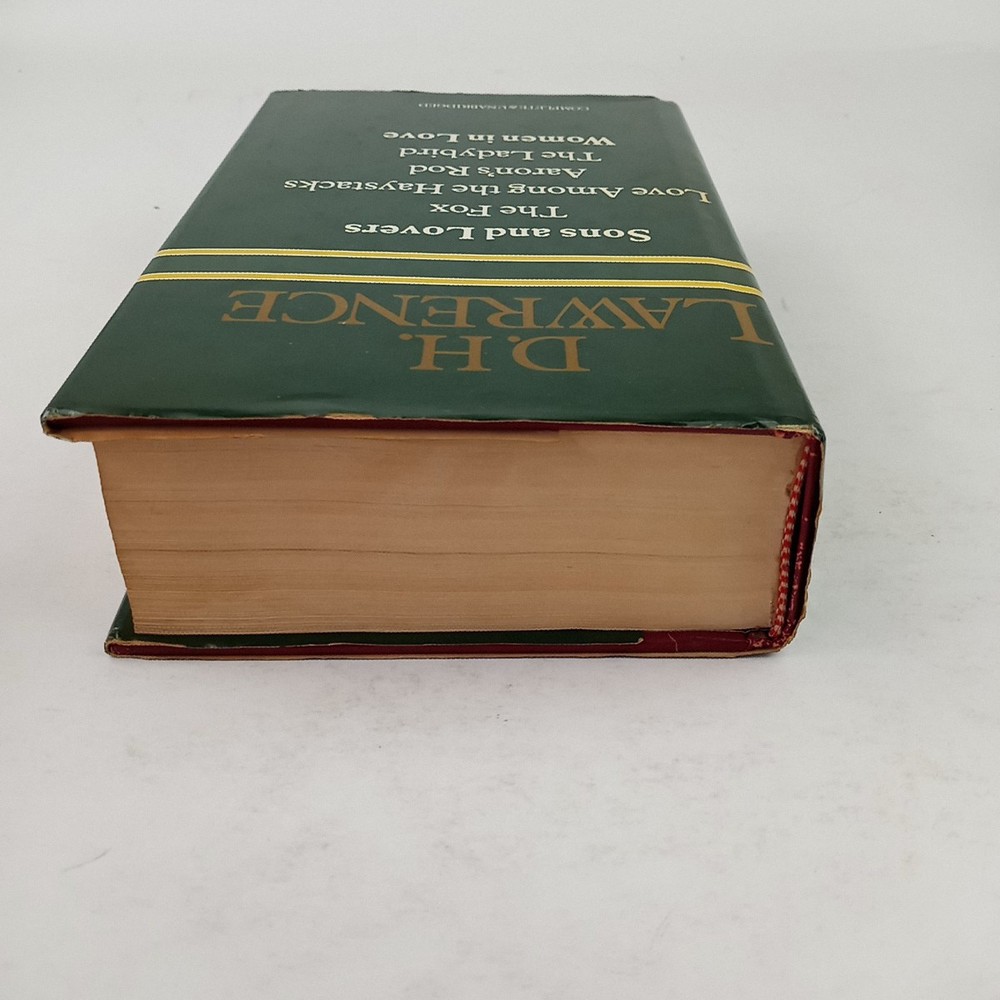 D.H.
LAWRENCE
Sons and Lovers
The Fox
Love Among the Haystacks
Aaron's Rod
The Ladybird
Women in Love
COMPLETE & UNABRIDGED